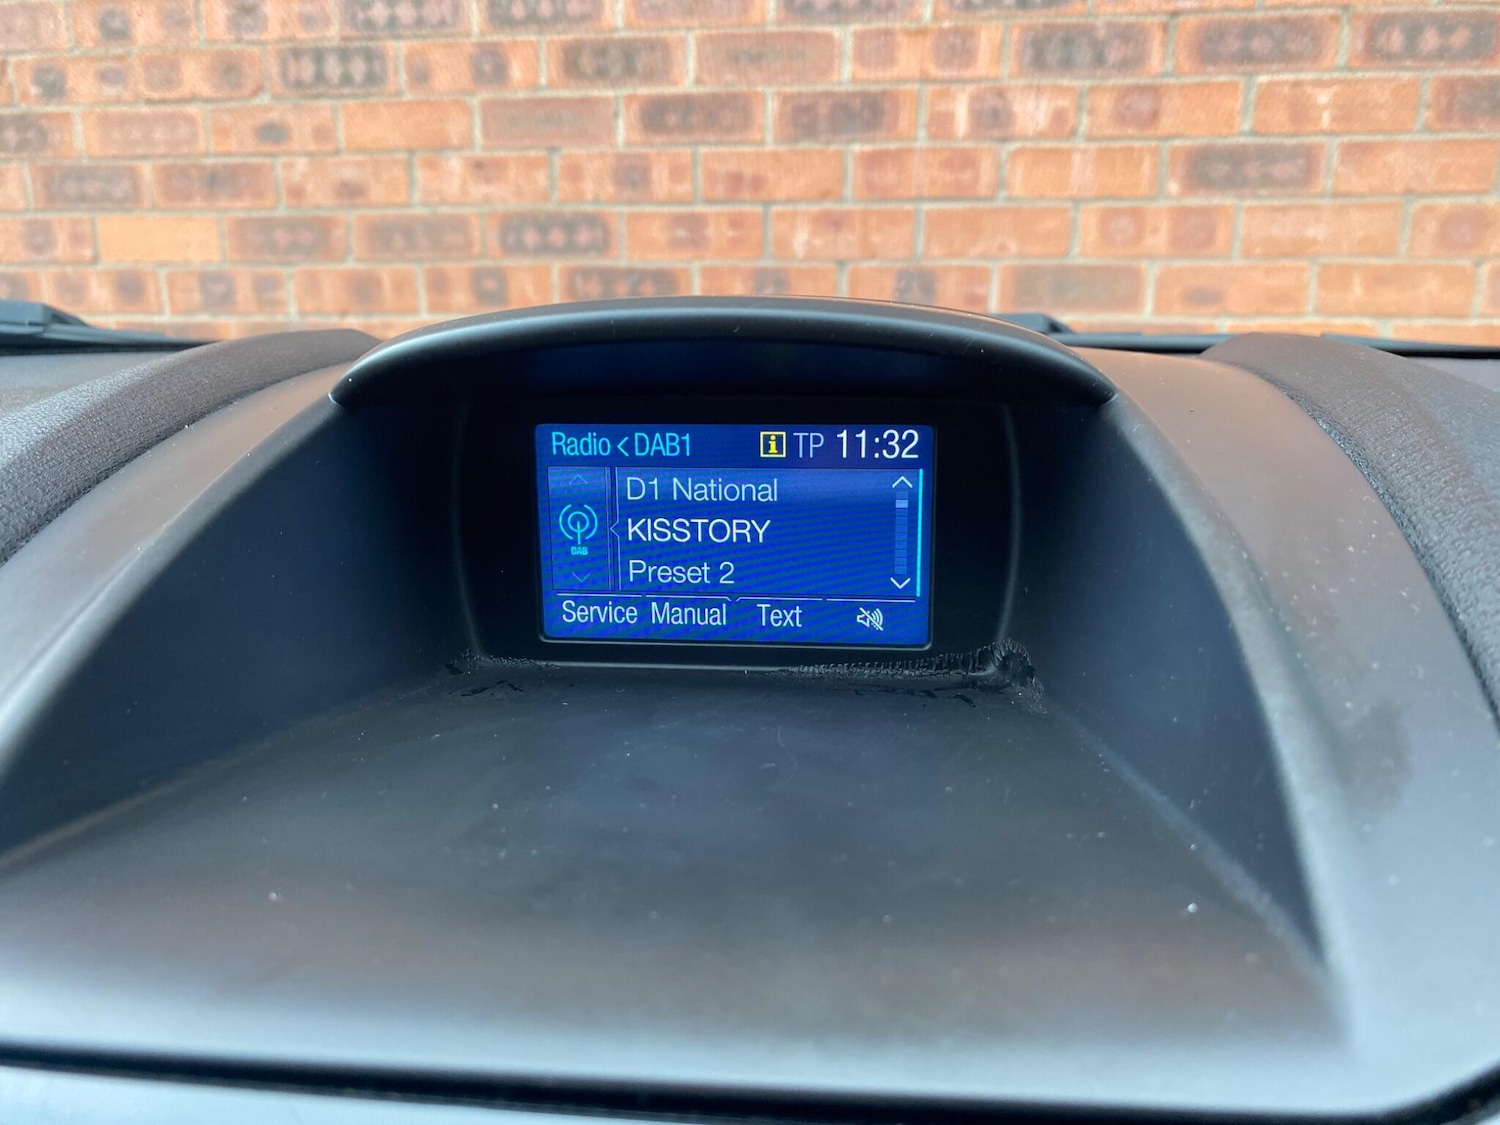 Radio < DAB1 i TP 11:32
D1 National
DAB
KISSTORY
Preset 2
Service Manual Text